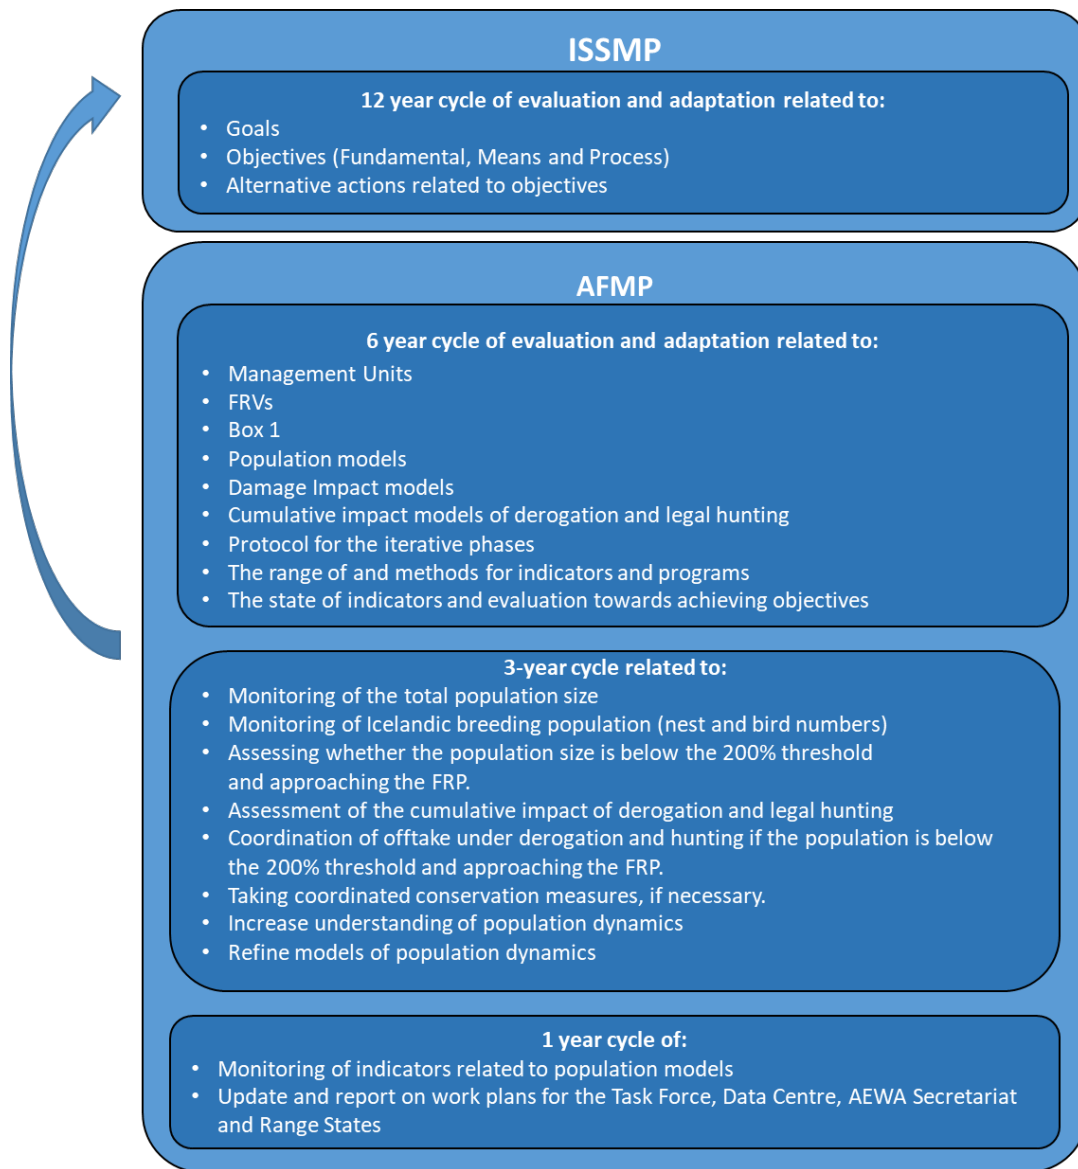 ISSMP
12 year cycle of evaluation and adaptation related to:
• Goals
• Objectives (Fundamental, Means and Process)
• Alternative actions related to objectives
AFMP
6 year cycle of evaluation and adaptation related to:
• Management Units
• FRVs
• Box 1
• Population models
• Damage Impact models
• Cumulative impact models of derogation and legal hunting
• Protocol for the iterative phases
• The range of and methods for indicators and programs
• The state of indicators and evaluation towards achieving objectives
3-year cycle related to:
• Monitoring of the total population size
• Monitoring of Icelandic breeding population (nest and bird numbers)
• Assessing whether the population size is below the 200% threshold
and approaching the FRP.
• Assessment of the cumulative impact of derogation and legal hunting
• Coordination of offtake under derogation and hunting if the population is below
the 200% threshold and approaching the FRP.
• Taking coordinated conservation measures, if necessary.
• Increase understanding of population dynamics
• Refine models of population dynamics
1 year cycle of:
• Monitoring of indicators related to population models
• Update and report on work plans for the Task Force, Data Centre, AEWA Secretariat
and Range States